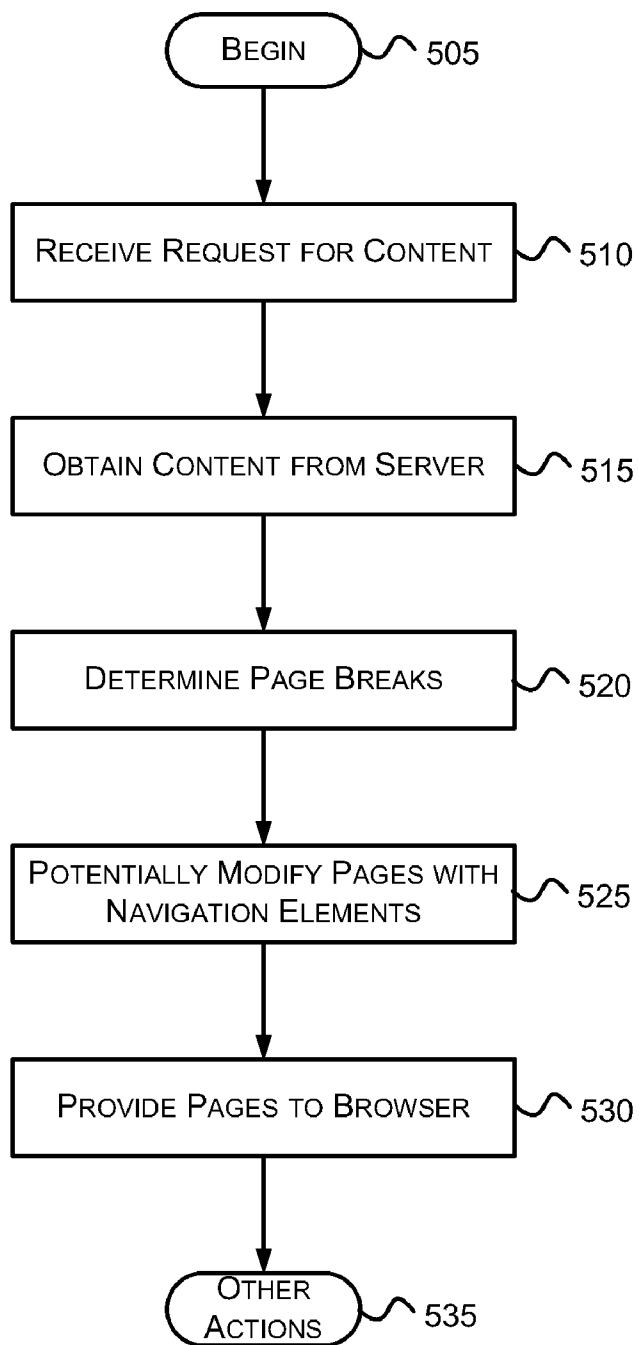 BEGIN
505
RECEIVE REQUEST FOR CONTENT
510
OBTAIN CONTENT FROM SERVER
515
DETERMINE PAGE BREAKS
520
POTENTIALLY MODIFY PAGES WITH
NAVIGATION ELEMENTS
525
PROVIDE PAGES TO BROWSER
530
OTHER
ACTIONS
535